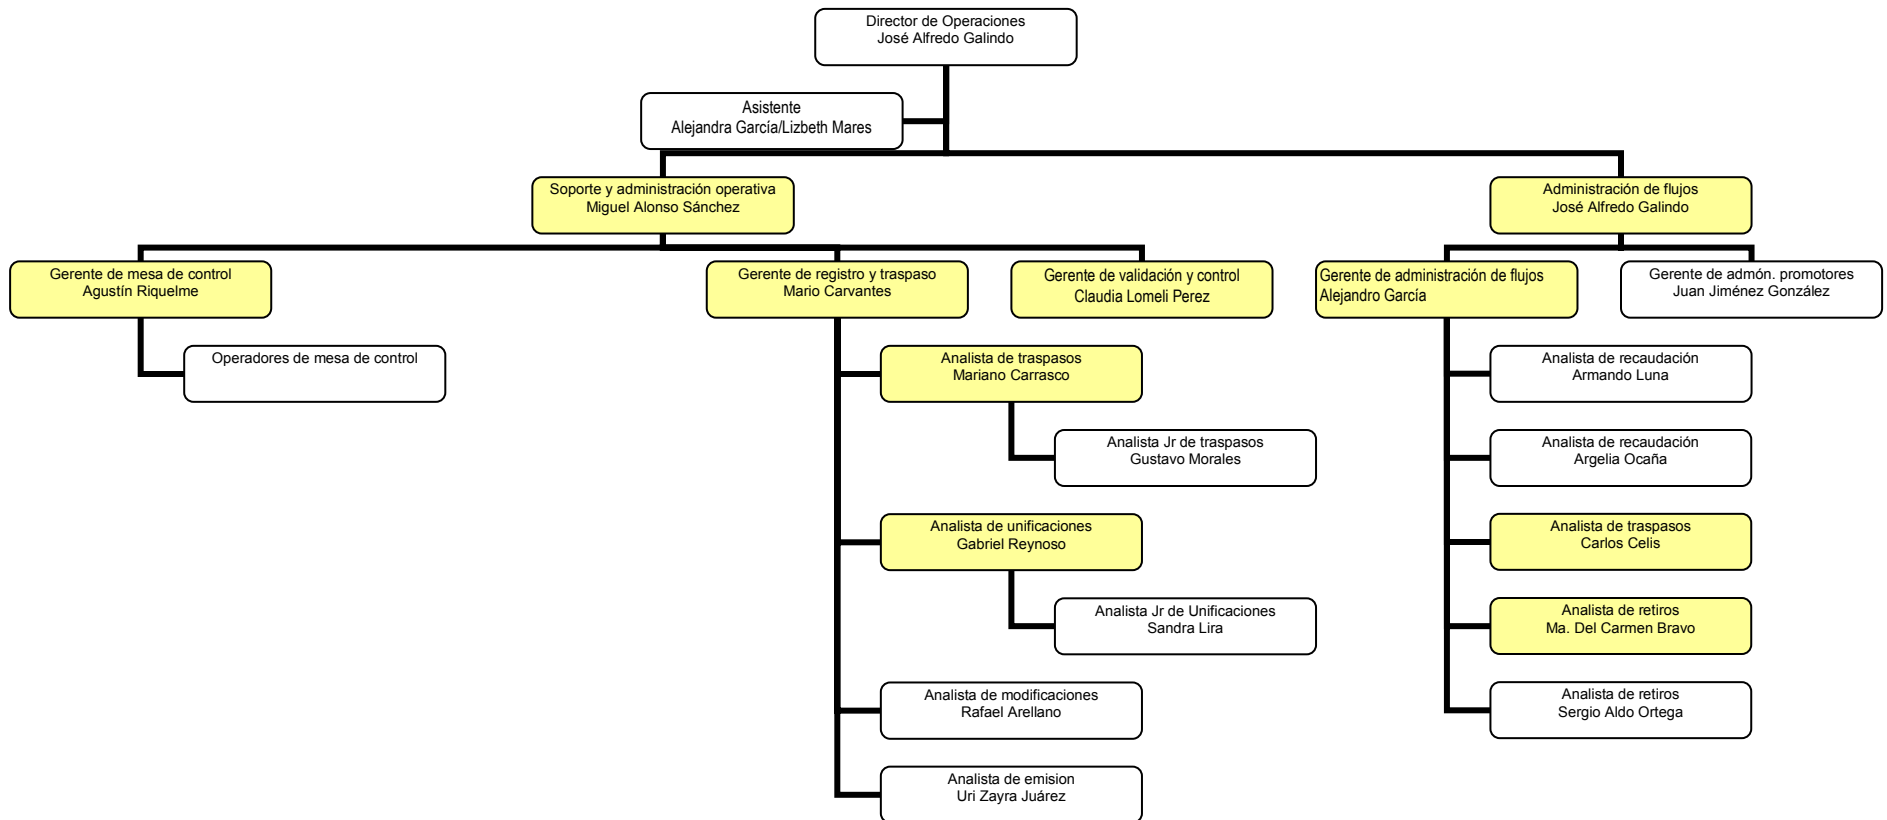 Director de Operaciones
José Alfredo Galindo
Asistente
Alejandra García/Lizbeth Mares
Soporte y administración operativa
Miguel Alonso Sánchez
Administración de flujos
José Alfredo Galindo
Gerente de mesa de control
Agustín Riquelme
Gerente de registro y traspaso
Mario Carvantes
Gerente de validación y control
Claudia Lomeli Perez
Gerente de administración de flujos
Alejandro García
Gerente de admón. promotores
Juan Jiménez González
Operadores de mesa de control
Analista de traspasos
Mariano Carrasco
Analista Jr de traspasos
Gustavo Morales
Analista de unificaciones
Gabriel Reynoso
Analista Jr de Unificaciones
Sandra Lira
Analista de modificaciones
Rafael Arellano
Analista de emision
Uri Zayra Juárez
Analista de recaudación
Armando Luna
Analista de recaudación
Argelia Ocaña
Analista de traspasos
Carlos Celis
Analista de retiros
Ma. Del Carmen Bravo
Analista de retiros
Sergio Aldo Ortega